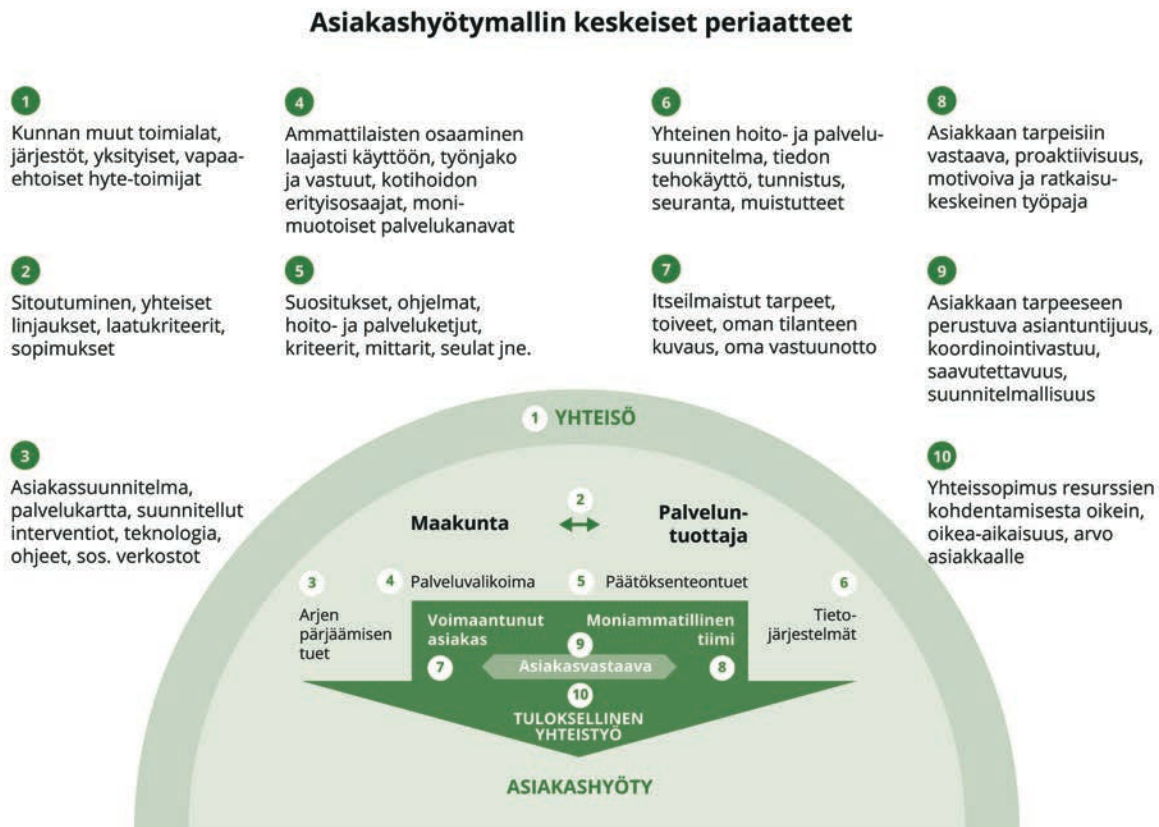 Asiakashyötymallin keskeiset periaatteet
1
Kunnan muut toimialat,
järjestöt, yksityiset, vapaa-
ehtoiset hyte-toimijat
2
Sitoutuminen, yhteiset
linjaukset, laatukriteerit,
sopimukset
3
Asiakassuunnitelma,
palvelukartta, suunnitellut
interventiot, teknologia,
ohjeet, sos. verkostot
4
Ammattilaisten osaaminen
laajasti käyttöön, työnjako
ja vastuut, kotihoidon
erityisosaajat, moni-
muotoiset palvelukanavat
5
Suositukset, ohjelmat,
hoito- ja palveluketjut,
kriteerit, mittarit, seulat jne.
6
Yhteinen hoito- ja palvelu-
suunnitelma, tiedon
tehokäyttö, tunnistus,
seuranta, muistutteet
7
Itseilmaistut tarpeet,
toiveet, oman tilanteen
kuvaus, oma vastuunotto
8
Asiakkaan tarpeisiin
vastaava, proaktiivisuus,
motivoiva ja ratkaisu-
keskeinen työpaja
9
Asiakkaan tarpeeseen
perustuva asiantuntijuus,
koordinointivastuu,
saavutettavuus,
suunnitelmallisuus
10
Yhteissopimus resurssien
kohdentamisesta oikein,
oikea-aikaisuus, arvo
asiakkaalle
1 YHTEISÖ
2
Maakunta
Palvelun-
tuottaja
3
Arjen
pärjäämisen
tuet
4 Palveluvalikoima
5 Päätöksenteontuet
6
Tieto-
järjestelmät
Voimaantunut
asiakas
7
Moniammatillinen
tiimi
8
9
Asiakasvastaava
10
TULOKSELLINEN
YHTEISTYÖ
ASIAKASHYÖTY